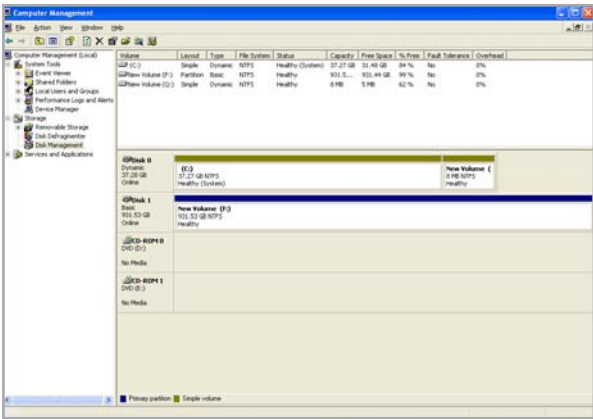 Computer Management
File Action View Window Help
Computer Management (Local)
System Tools
Event Viewer
Shared Folders
Local Users and Groups
Performance Logs and Alerts
Device Manager
Storage
Removable Storage
Disk Defragmenter
Disk Management
Services and Applications
Volume Layout Type File System Status Capacity Free Space % Free Fault Tolerance Overhead
(C:) Simple Dynamic NTFS Healthy (System) 37.27 GB 31.48 GB 84 % No 0%
New Volume (F:) Partition Basic NTFS Healthy 931.5... 931.44 GB 99 % No 0%
New Volume Simple Dynamic NTFS Healthy 8 MB 5 MB 62 % No 0%
Disk 0
Dynamic
37.28 GB
Online
(C:)
37.27 GB NTFS
Healthy (System)
New Volume (
8 MB NTFS
Healthy
Disk 1
Basic
931.53 GB
Online
New Volume (F:)
931.53 GB NTFS
Healthy
CD-ROM 0
DVD (D:)
No Media
CD-ROM 1
DVD (E:)
No Media
Primary partition Simple volume